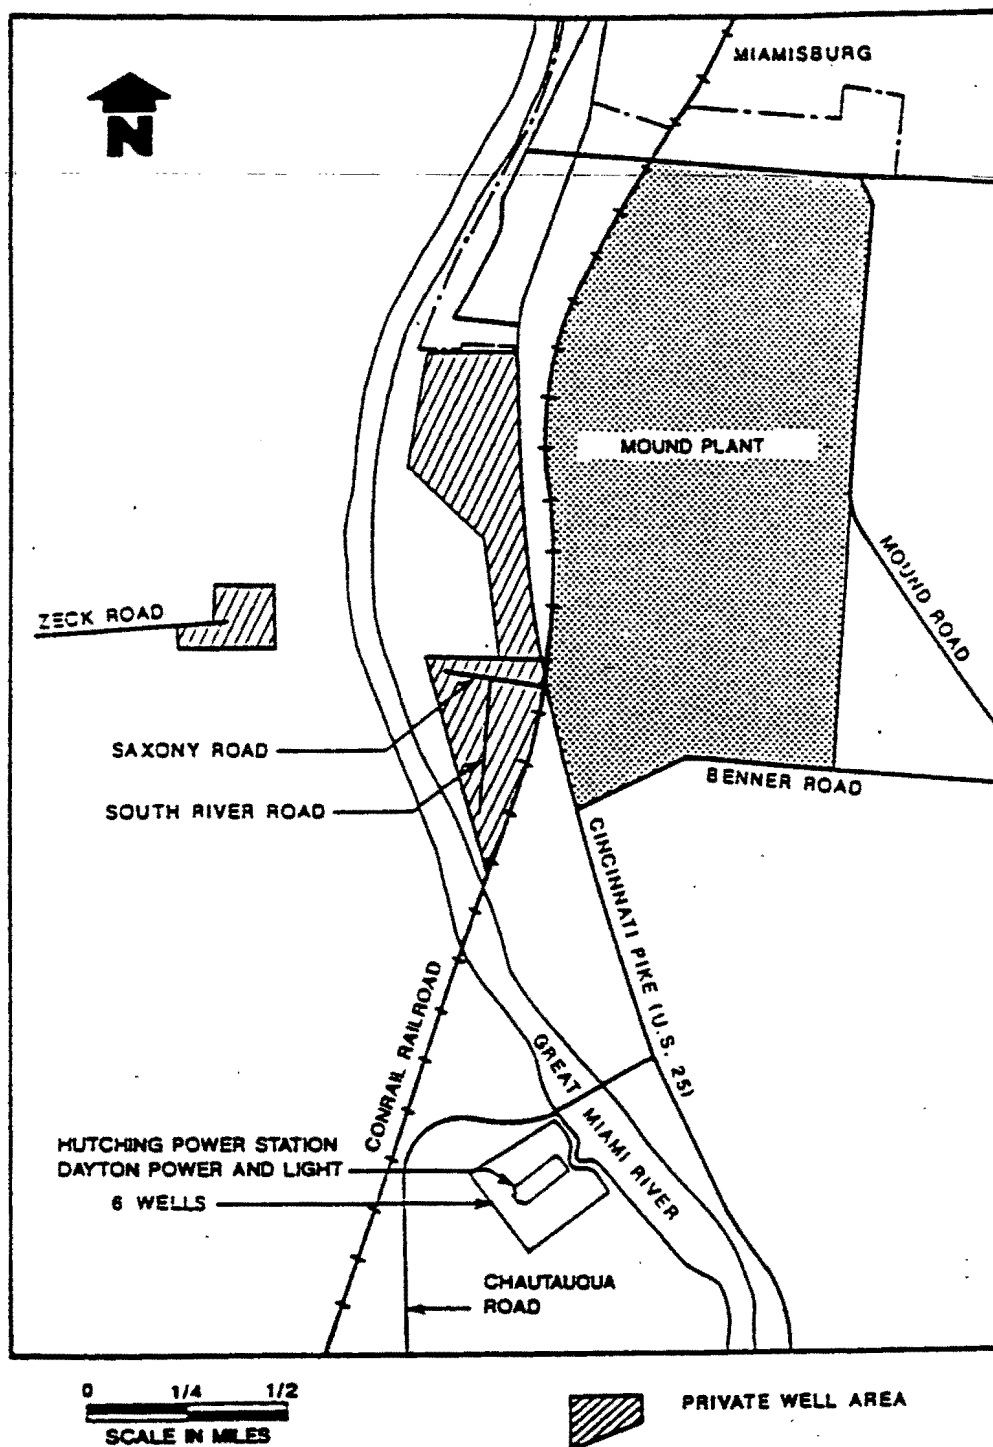 MIAMISBURG
N
MOUND PLANT
MOUND ROAD
ZECK ROAD
SAXONY ROAD
SOUTH RIVER ROAD
BENNER ROAD
CINCINNATI PIKE (U.S. 25)
CONRAIL RAILROAD
GREAT MIAMI RIVER
HUTCHING POWER STATION
DAYTON POWER AND LIGHT
6 WELLS
CHAUTAUQUA
ROAD
0 1/4 1/2
SCALE IN MILES
PRIVATE WELL AREA